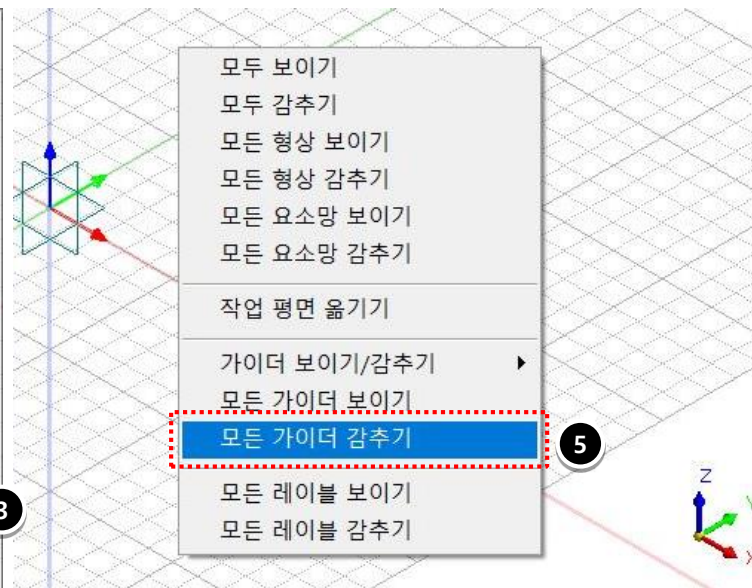 모두 보이기
모두 감추기
모든 형상 보이기
모든 형상 감추기
모든 요소망 보이기
모든 요소망 감추기
작업 평면 옮기기
가이더 보이기/감추기
모든 가이더 보이기
모든 가이더 감추기
5
모든 레이블 보이기
모든 레이블 감추기
Z
Y
X
3